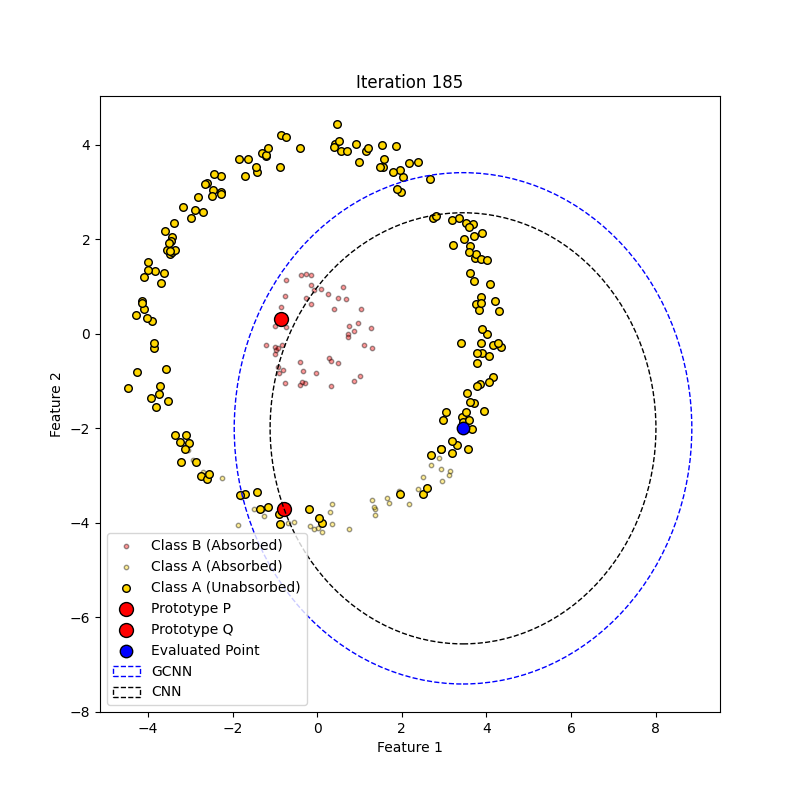 Iteration 185
Feature 2
4
2
0
−2
−4
−6
−8
Class B (Absorbed)
Class A (Absorbed)
Class A (Unabsorbed)
Prototype P
Prototype Q
Evaluated Point
GCNN
CNN
−4 −2 0 2 4 6 8
Feature 1